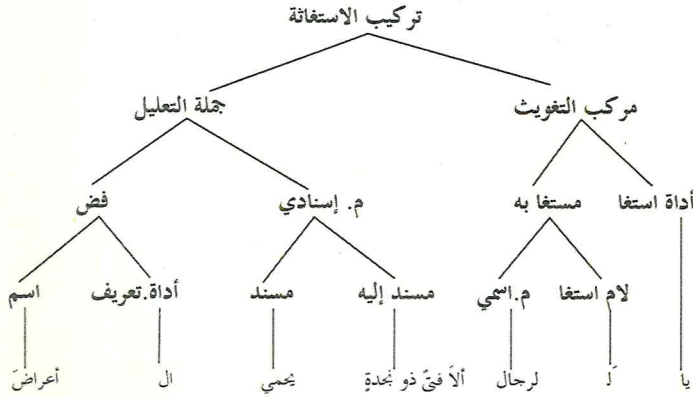 تركيب الاستغاثة
مركب التغويث جملة التعليل
أداة استغا مستغا به م. إسنادي فض
لام استغا م.اسمي مسند إليه مسند أداة.تعريف اسم
يا لَـ لرجال ألاَ فتىً ذو نجدةٍ يحمي ال أعراضَ